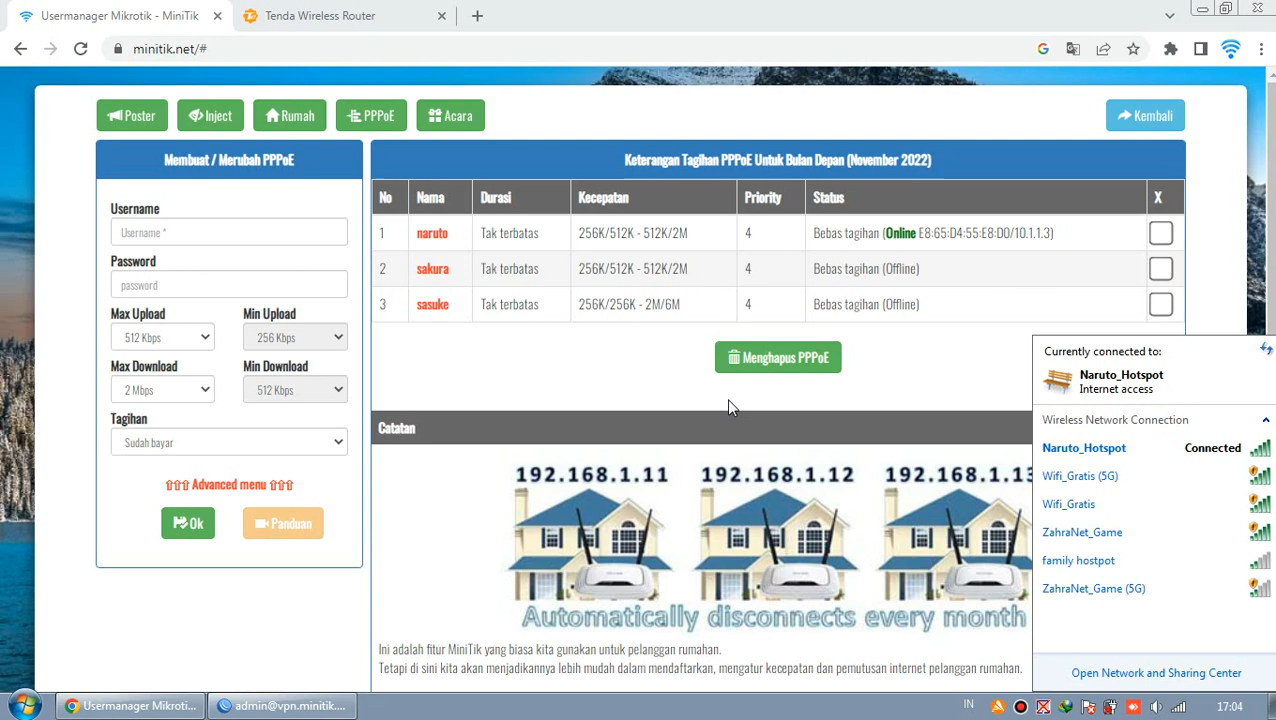 Usermanager Mikrotik - MiniTik
Tenda Wireless Router
minitik.net/#
Poster
Inject
Rumah
PPPoE
Acara
Kembali
Membuat / Merubah PPPoE
Username
Username *
Password
password
Max Upload
Min Upload
512 Kbps
256 Kbps
Max Download
Min Download
2 Mbps
512 Kbps
Tagihan
Sudah bayar
⇧⇧⇧ Advanced menu ⇧⇧⇧
Ok
Panduan
Keterangan Tagihan PPPoE Untuk Bulan Depan (November 2022)
No Nama Durasi Kecepatan Priority Status X
1 naruto Tak terbatas 256K/512K - 512K/2M 4 Bebas tagihan (Online E8:65:D4:55:E8:D0/10.1.1.3)
2 sakura Tak terbatas 256K/512K - 512K/2M 4 Bebas tagihan (Offline)
3 sasuke Tak terbatas 256K/256K - 2M/6M 4 Bebas tagihan (Offline)
Menghapus PPPoE
Catatan
192.168.1.11 192.168.1.12 192.168.1.13
Automatically disconnects every month
Ini adalah fitur MiniTik yang biasa kita gunakan untuk pelanggan rumahan.
Tetapi di sini kita akan menjadikannya lebih mudah dalam mendaftarkan, mengatur kecepatan dan pemutusan internet pelanggan rumahan.
Currently connected to:
Naruto_Hotspot
Internet access
Wireless Network Connection
Naruto_Hotspot Connected
Wifi_Gratis (5G)
Wifi_Gratis
ZahraNet_Game
family hostpot
ZahraNet_Game (5G)
Open Network and Sharing Center
Usermanager Mikroti...
admin@vpn.minitik....
IN
17:04